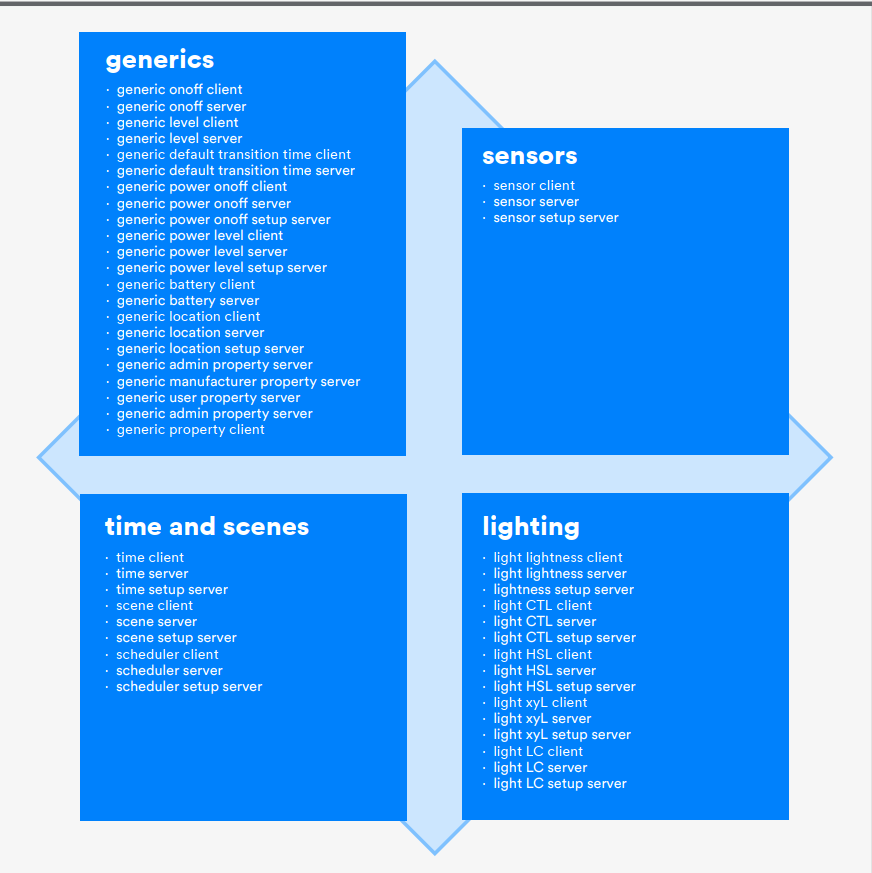 generics
· generic onoff client
· generic onoff server
· generic level client
· generic level server
· generic default transition time client
· generic default transition time server
· generic power onoff client
· generic power onoff server
· generic power onoff setup server
· generic power level client
· generic power level server
· generic power level setup server
· generic battery client
· generic battery server
· generic location client
· generic location server
· generic location setup server
· generic admin property server
· generic manufacturer property server
· generic user property server
· generic admin property server
· generic property client
sensors
· sensor client
· sensor server
· sensor setup server
time and scenes
· time client
· time server
· time setup server
· scene client
· scene server
· scene setup server
· scheduler client
· scheduler server
· scheduler setup server
lighting
· light lightness client
· light lightness server
· lightness setup server
· light CTL client
· light CTL server
· light CTL setup server
· light HSL client
· light HSL server
· light HSL setup server
· light xyL client
· light xyL server
· light xyL setup server
· light LC client
· light LC server
· light LC setup server